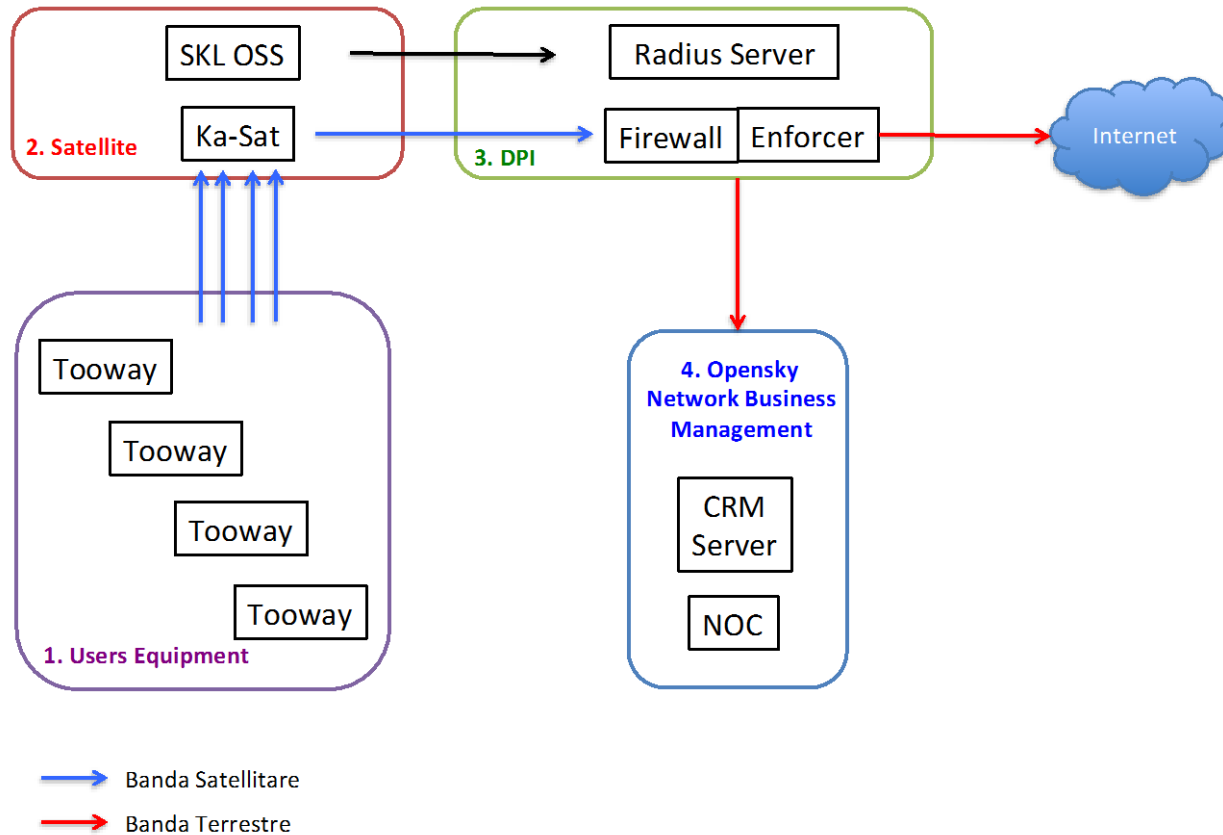 SKL OSS
Ka-Sat
2. Satellite
Radius Server
Firewall
Enforcer
3. DPI
Internet
Tooway
Tooway
Tooway
Tooway
1. Users Equipment
4. Opensky
Network Business
Management
CRM
Server
NOC
Banda Satellitare
Banda Terrestre